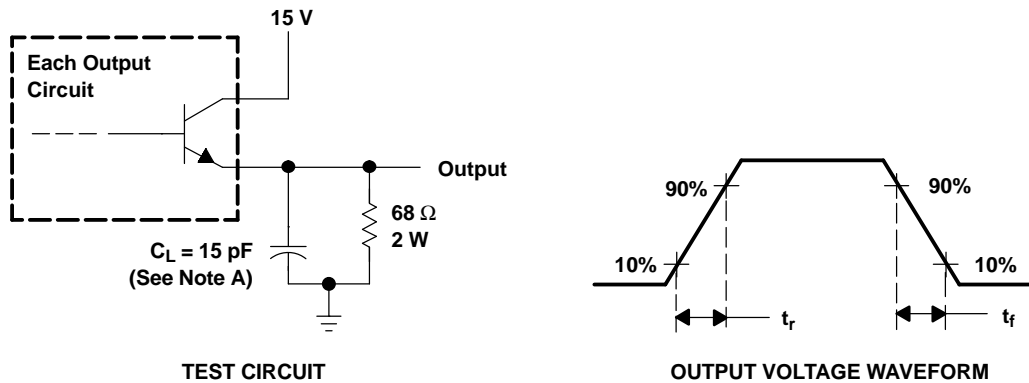 15 V
Each Output
Circuit
Output
68 Ω
2 W
C_L = 15 pF
(See Note A)
TEST CIRCUIT
90%
90%
10%
10%
t_r
t_f
OUTPUT VOLTAGE WAVEFORM